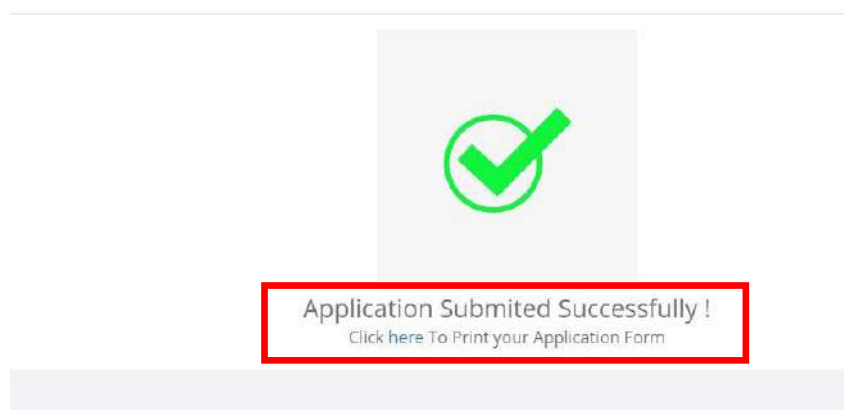 Application Submited Successfully !
Click here To Print your Application Form